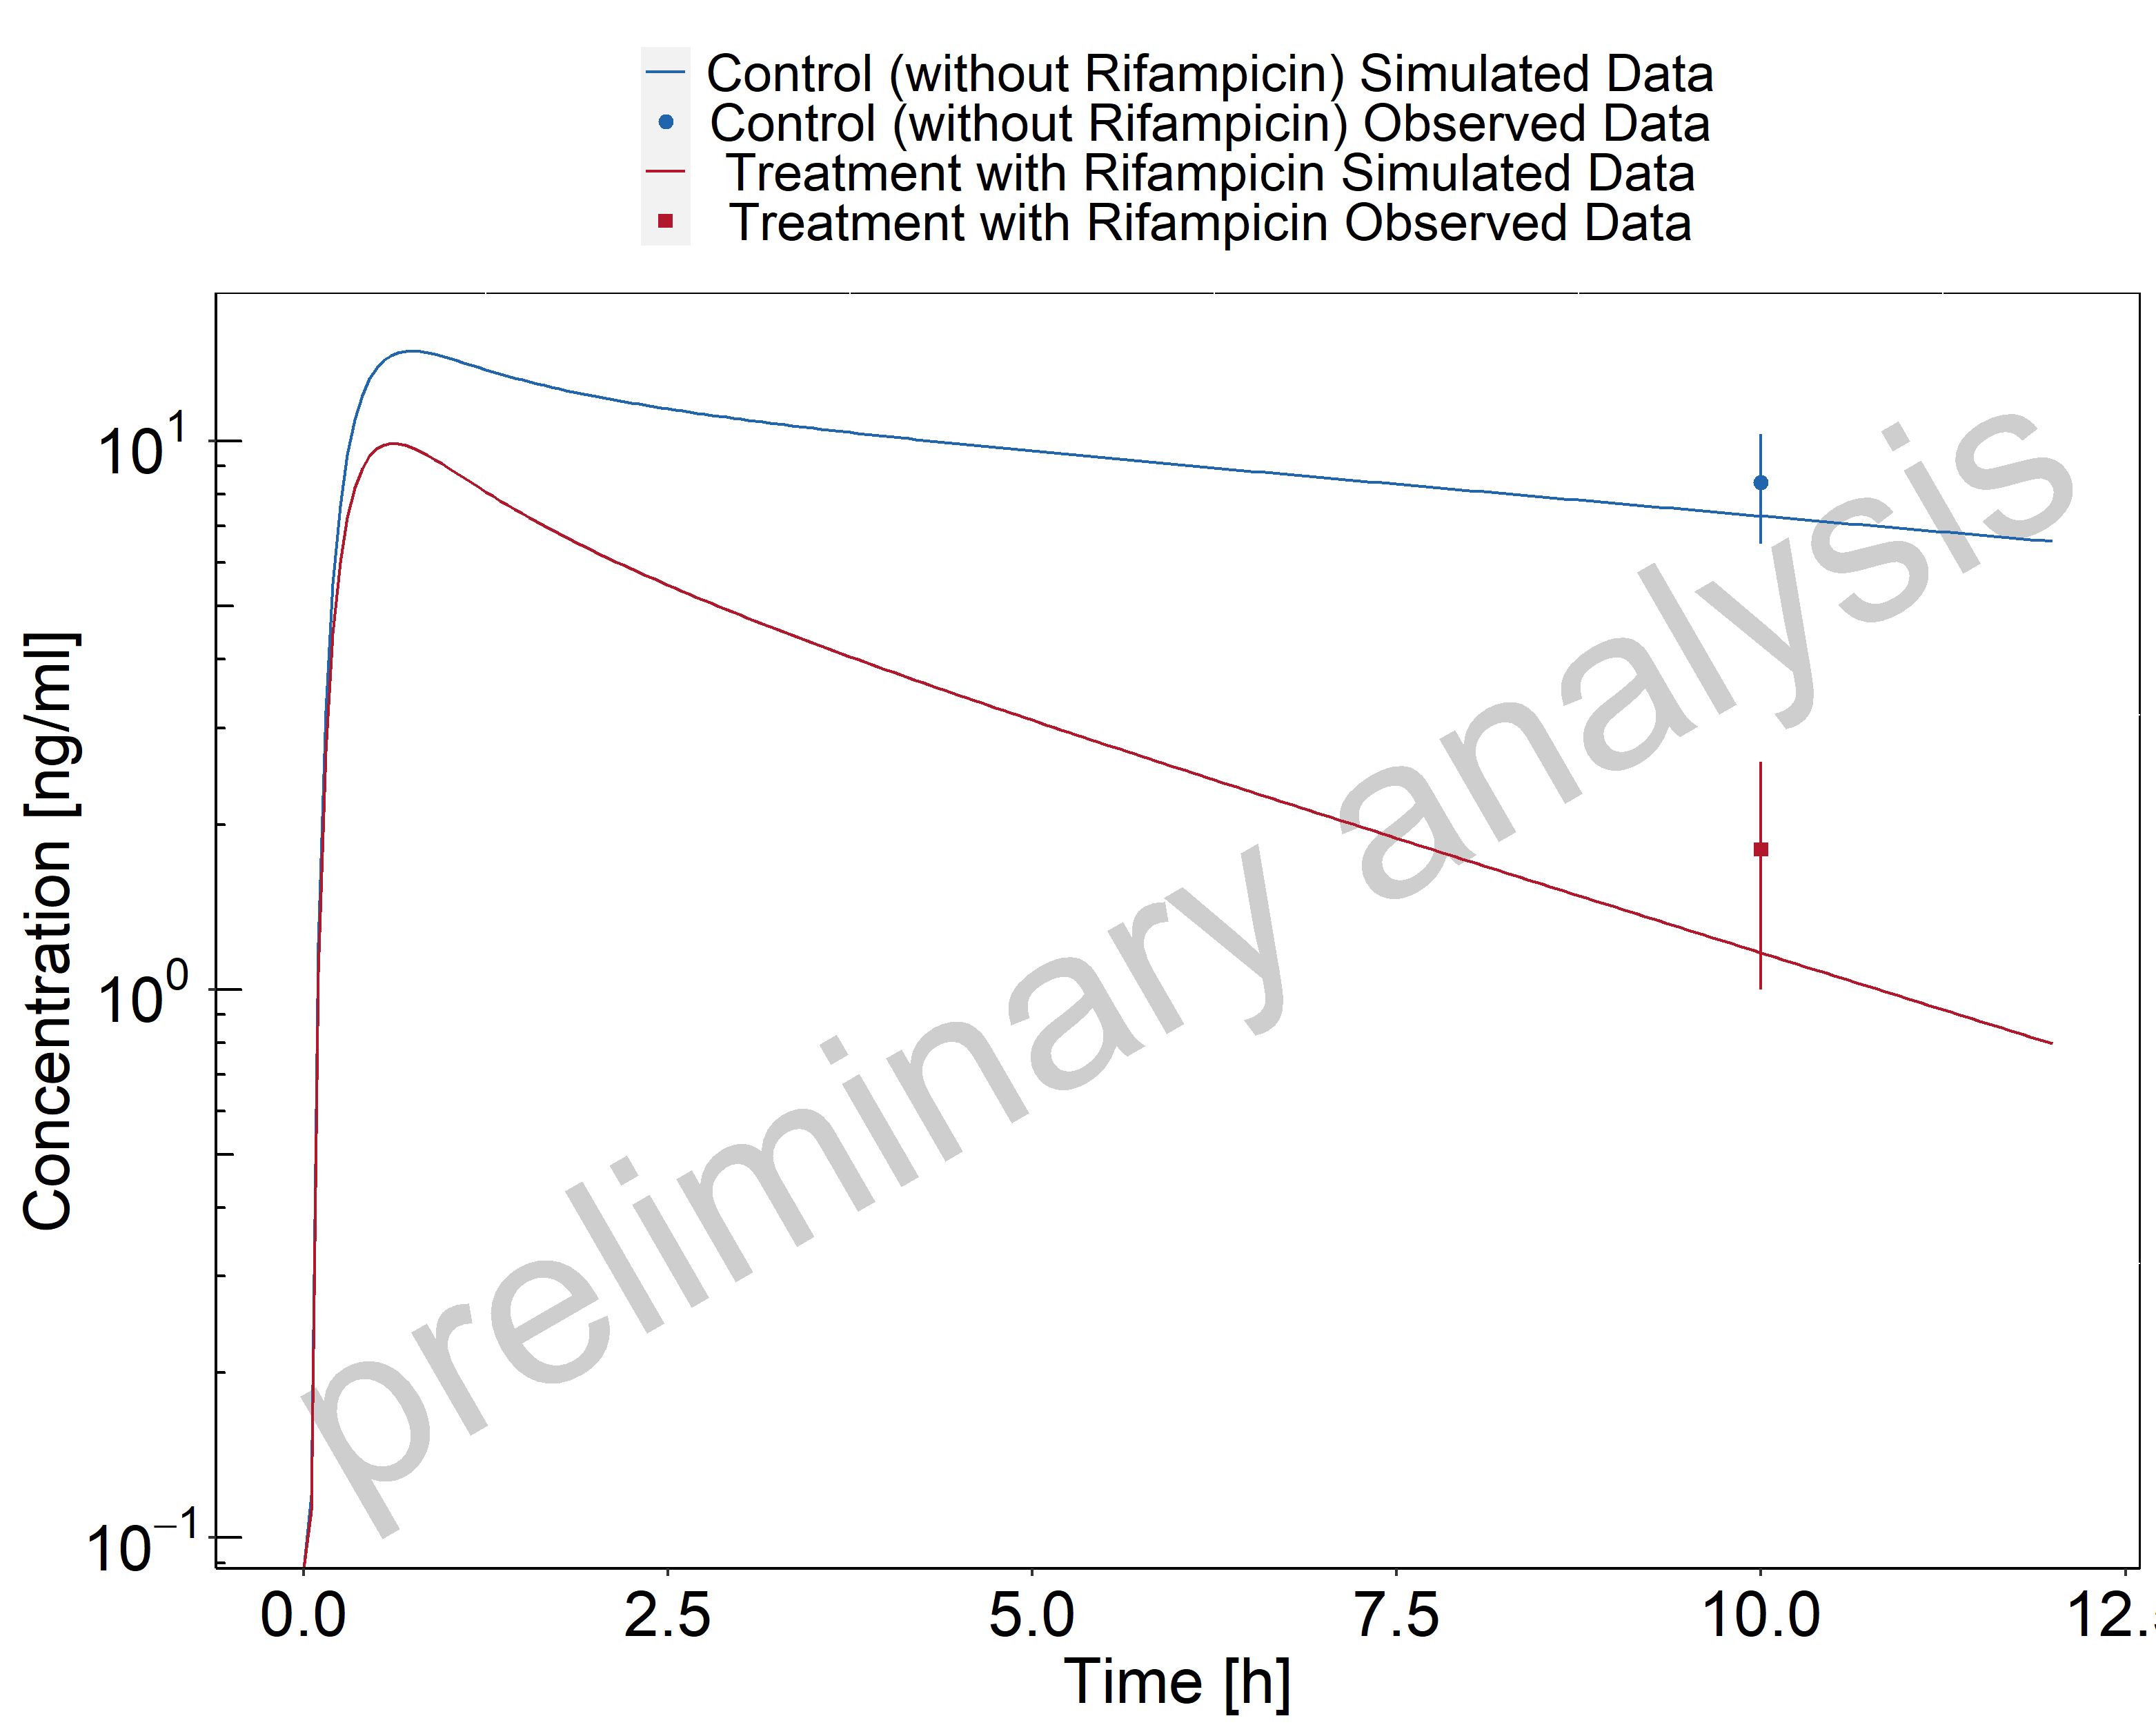 Control (without Rifampicin) Simulated Data
Control (without Rifampicin) Observed Data
Treatment with Rifampicin Simulated Data
Treatment with Rifampicin Observed Data
10¹
10⁰
10⁻¹
Concentration [ng/ml]
preliminary analysis
0.0 2.5 5.0 7.5 10.0 12.
Time [h]